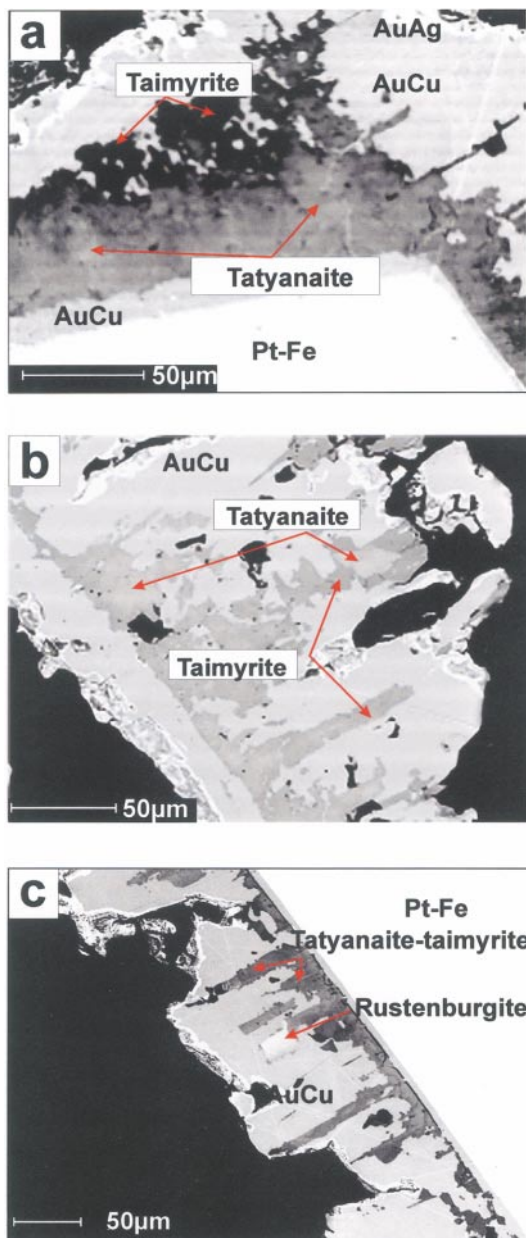 a
AuAg
Taimyrite
AuCu
Tatyanaite
AuCu
Pt-Fe
50µm
b
AuCu
Tatyanaite
Taimyrite
50µm
c
Pt-Fe
Tatyanaite-taimyrite
Rustenburgite
AuCu
50µm